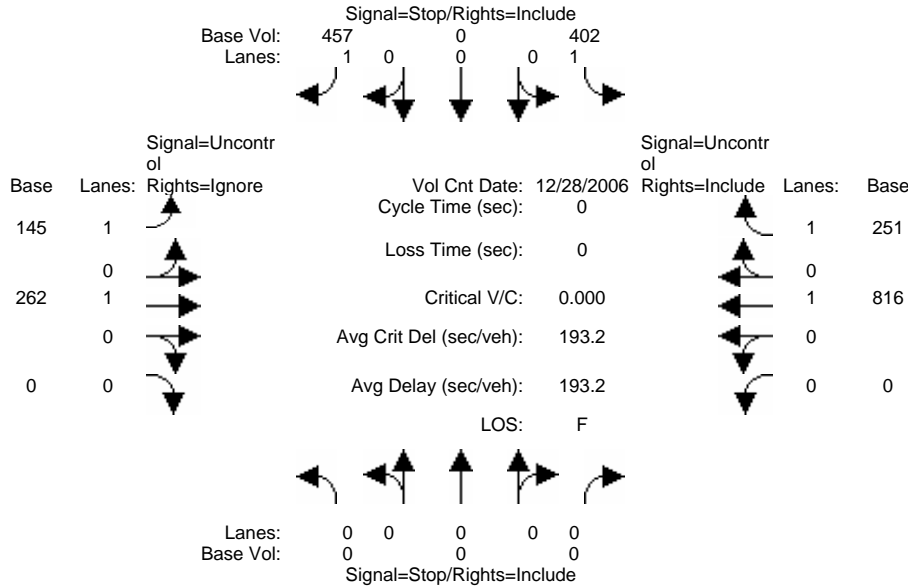 Signal=Stop/Rights=Include
Base Vol: 457 0 402
Lanes: 1 0 0 0 1
Signal=Uncontr
ol
Signal=Uncontr
ol
Base Lanes: Rights=Ignore Vol Cnt Date: 12/28/2006 Rights=Include Lanes: Base
Cycle Time (sec): 0
145 1 1 251
Loss Time (sec): 0
0 0
262 1 Critical V/C: 0.000 1 816
0 Avg Crit Del (sec/veh): 193.2 0
0 0 Avg Delay (sec/veh): 193.2 0 0
LOS: F
Lanes: 0 0 0 0 0
Base Vol: 0 0 0
Signal=Stop/Rights=Include